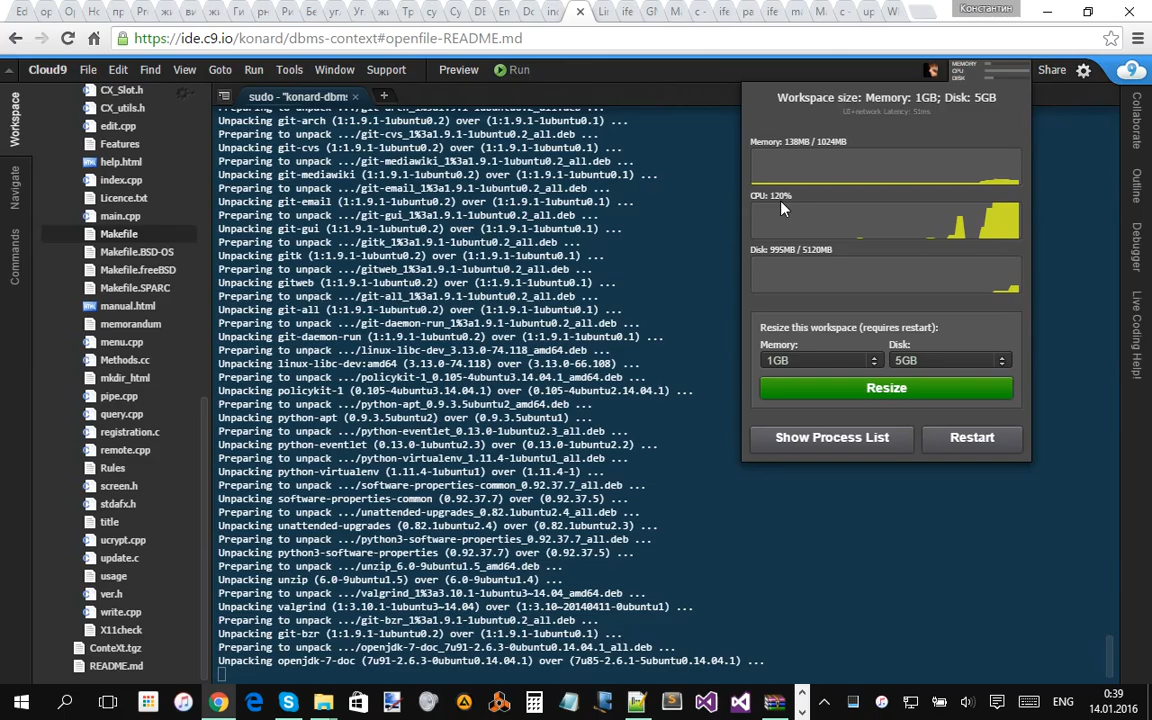 Константин
https://ide.c9.io/konard/dbms-context#openfile-README.md
Cloud9 File Edit Find View Goto Run Tools Window Support Preview Run MEMORY CPU DISK Share
Workspace
Navigate
Commands
CX_Slot.h
CX_utils.h
edit.cpp
Features
help.html
index.cpp
Licence.txt
main.cpp
Makefile
Makefile.BSD-OS
Makefile.freeBSD
Makefile.SPARC
manual.html
memorandum
menu.cpp
Methods.cc
mkdir_html
pipe.cpp
query.cpp
registration.c
remote.cpp
Rules
screen.h
stdafx.h
title
ucrypt.cpp
update.c
usage
ver.h
write.cpp
X11check
ConteXt.tgz
README.md
sudo - "konard-dbms
Unpacking git-arch (1:1.9.1-1ubuntu0.2) over (1:1.9.1-1ubuntu0.1) ...
Preparing to unpack .../git-cvs_1%3a1.9.1-1ubuntu0.2_all.deb ...
Unpacking git-cvs (1:1.9.1-1ubuntu0.2) over (1:1.9.1-1ubuntu0.1) ...
Preparing to unpack .../git-mediawiki_1%3a1.9.1-1ubuntu0.2_all.deb ...
Unpacking git-mediawiki (1:1.9.1-1ubuntu0.2) over (1:1.9.1-1ubuntu0.1) ...
Preparing to unpack .../git-email_1%3a1.9.1-1ubuntu0.2_all.deb ...
Unpacking git-email (1:1.9.1-1ubuntu0.2) over (1:1.9.1-1ubuntu0.1) ...
Preparing to unpack .../git-gui_1%3a1.9.1-1ubuntu0.2_all.deb ...
Unpacking git-gui (1:1.9.1-1ubuntu0.2) over (1:1.9.1-1ubuntu0.1) ...
Preparing to unpack .../gitk_1%3a1.9.1-1ubuntu0.2_all.deb ...
Unpacking gitk (1:1.9.1-1ubuntu0.2) over (1:1.9.1-1ubuntu0.1) ...
Preparing to unpack .../gitweb_1%3a1.9.1-1ubuntu0.2_all.deb ...
Unpacking gitweb (1:1.9.1-1ubuntu0.2) over (1:1.9.1-1ubuntu0.1) ...
Preparing to unpack .../git-all_1%3a1.9.1-1ubuntu0.2_all.deb ...
Unpacking git-all (1:1.9.1-1ubuntu0.2) over (1:1.9.1-1ubuntu0.1) ...
Preparing to unpack .../git-daemon-run_1%3a1.9.1-1ubuntu0.2_all.deb ...
Unpacking git-daemon-run (1:1.9.1-1ubuntu0.2) over (1:1.9.1-1ubuntu0.1) ...
Preparing to unpack .../linux-libc-dev_3.13.0-74.118_amd64.deb ...
Unpacking linux-libc-dev:amd64 (3.13.0-74.118) over (3.13.0-66.108) ...
Preparing to unpack .../policykit-1_0.105-4ubuntu3.14.04.1_amd64.deb ...
Unpacking policykit-1 (0.105-4ubuntu3.14.04.1) over (0.105-4ubuntu2.14.04.1) ...
Preparing to unpack .../python-apt_0.9.3.5ubuntu2_amd64.deb ...
Unpacking python-apt (0.9.3.5ubuntu2) over (0.9.3.5ubuntu1) ...
Preparing to unpack .../python-eventlet_0.13.0-1ubuntu2.3_all.deb ...
Unpacking python-eventlet (0.13.0-1ubuntu2.3) over (0.13.0-1ubuntu2.2) ...
Preparing to unpack .../python-virtualenv_1.11.4-1ubuntu1_all.deb ...
Unpacking python-virtualenv (1.11.4-1ubuntu1) over (1.11.4-1) ...
Preparing to unpack .../software-properties-common_0.92.37.7_all.deb ...
Unpacking software-properties-common (0.92.37.7) over (0.92.37.5) ...
Preparing to unpack .../unattended-upgrades_0.82.1ubuntu2.4_all.deb ...
Unpacking unattended-upgrades (0.82.1ubuntu2.4) over (0.82.1ubuntu2.3) ...
Preparing to unpack .../python3-software-properties_0.92.37.7_all.deb ...
Unpacking python3-software-properties (0.92.37.7) over (0.92.37.5) ...
Preparing to unpack .../unzip_6.0-9ubuntu1.5_amd64.deb ...
Unpacking unzip (6.0-9ubuntu1.5) over (6.0-9ubuntu1.4) ...
Preparing to unpack .../valgrind_1%3a3.10.1-1ubuntu3~14.04_amd64.deb ...
Unpacking valgrind (1:3.10.1-1ubuntu3~14.04) over (1:3.10~20140411-0ubuntu1) ...
Preparing to unpack .../git-bzr_1%3a1.9.1-1ubuntu0.2_all.deb ...
Unpacking git-bzr (1:1.9.1-1ubuntu0.2) over (1:1.9.1-1ubuntu0.1) ...
Preparing to unpack .../openjdk-7-doc_7u91-2.6.3-0ubuntu0.14.04.1_all.deb ...
Unpacking openjdk-7-doc (7u91-2.6.3-0ubuntu0.14.04.1) over (7u85-2.6.1-5ubuntu0.14.04.1) ...
Workspace size: Memory: 1GB; Disk: 5GB
UI+network Latency: 51ms
Memory: 138MB / 1024MB
CPU: 120%
Disk: 995MB / 5120MB
Resize this workspace (requires restart):
Memory: Disk:
1GB 5GB
Resize
Show Process List Restart
Collaborate
Outline
Debugger
Live Coding Help!
ENG
0:39
14.01.2016